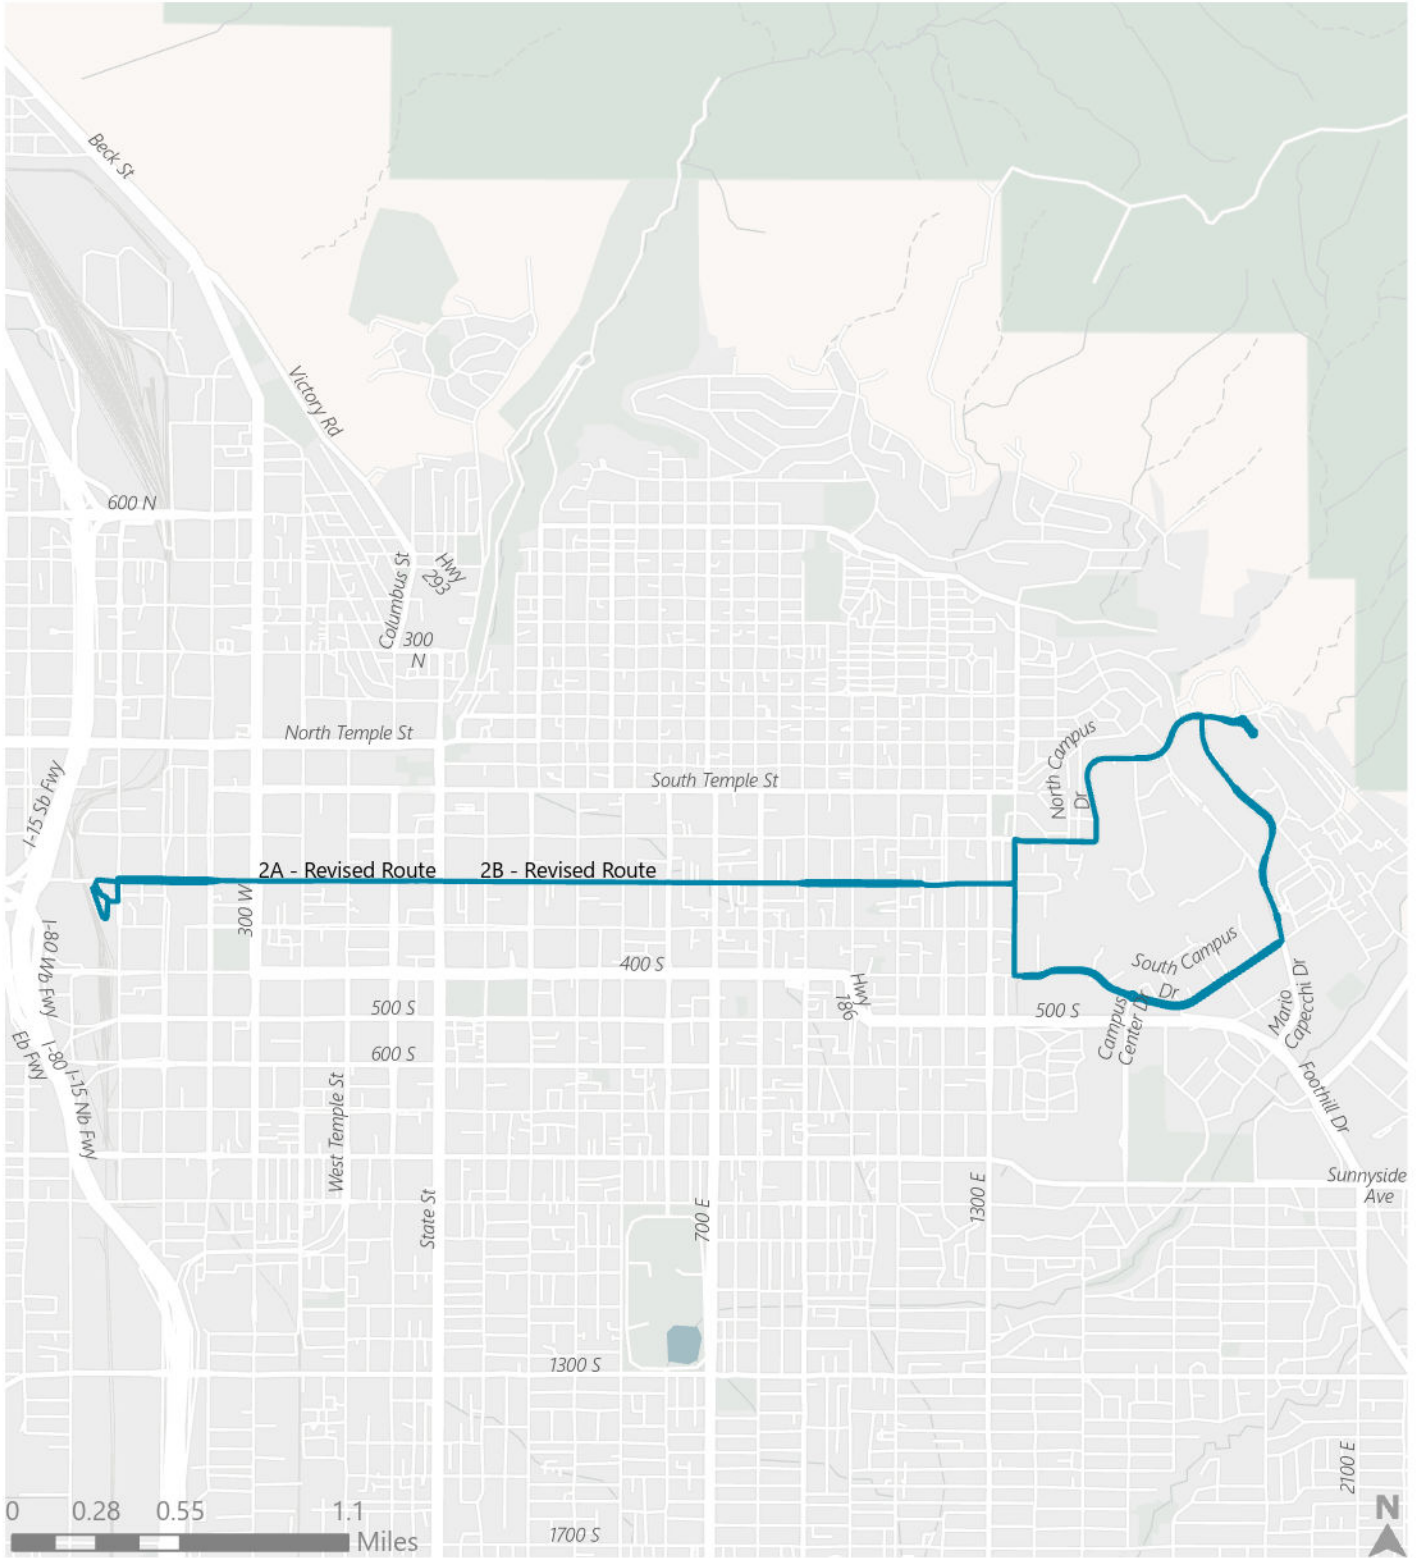 Beck St
Victory Rd
600 N
Columbus St
Hwy
293
300
N
North Temple St
North Campus
Dr
South Temple St
I-15 Sb Fwy
2A - Revised Route
2B - Revised Route
300 W
I-80 Wb Fwy
400 S
South Campus
Dr
Hwy
186
500 S
500 S
Campus
Center Dr
Mario
Capecchi Dr
I-80
Eb Fwy
600 S
I-15 Nb Fwy
West Temple St
Foothill Dr
State St
700 E
1300 E
Sunnyside
Ave
1300 S
2100 E
0 0.28 0.55 1.1
Miles
1700 S
N